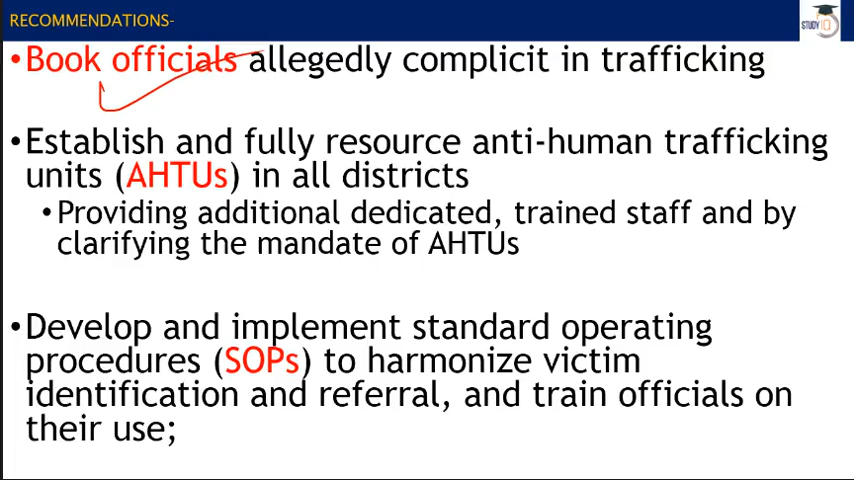 RECOMMENDATIONS-
STUDY IQ
•Book officials allegedly complicit in trafficking
•Establish and fully resource anti-human trafficking
units (AHTUs) in all districts
•Providing additional dedicated, trained staff and by
clarifying the mandate of AHTUs
•Develop and implement standard operating
procedures (SOPs) to harmonize victim
identification and referral, and train officials on
their use;